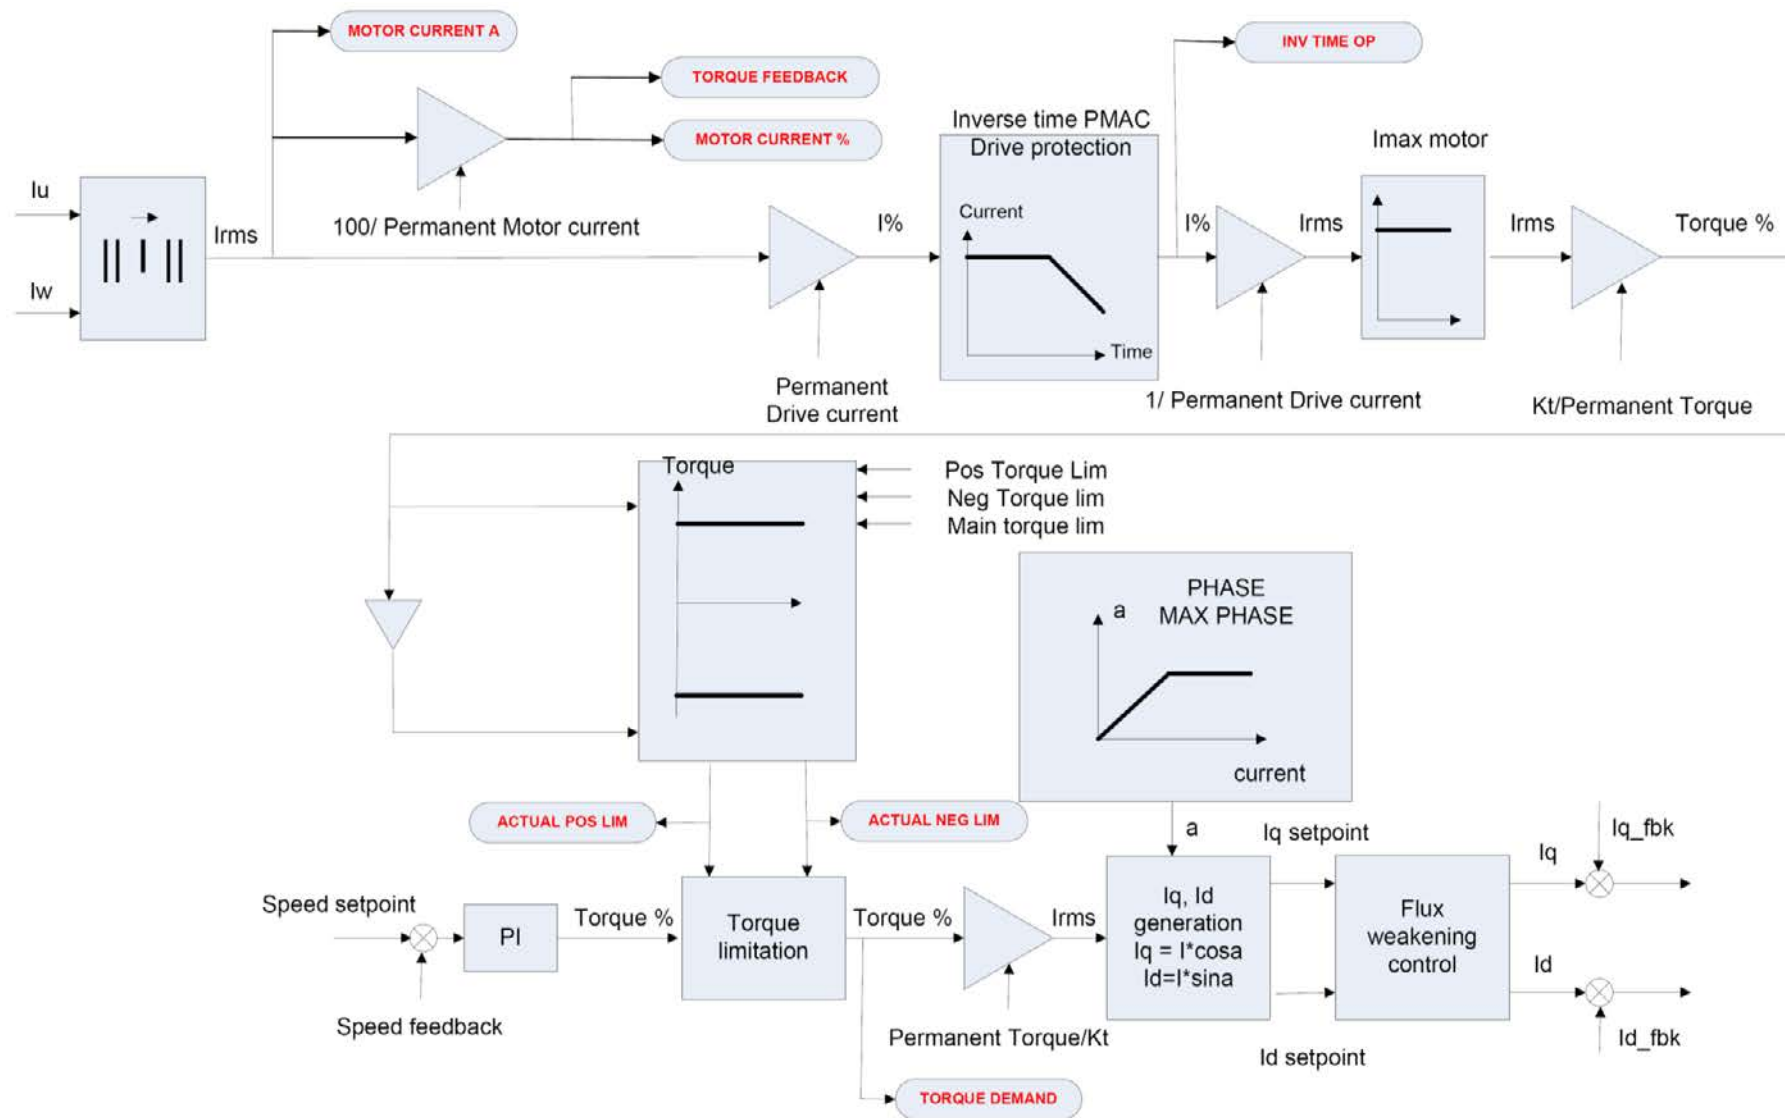 MOTOR CURRENT A
INV TIME OP
TORQUE FEEDBACK
MOTOR CURRENT %
Inverse time PMAC
Drive protection
Imax motor
Iu
Iw
Irms
100/ Permanent Motor current
I%
Current
Time
I%
Irms
Irms
Torque %
Permanent
Drive current
1/ Permanent Drive current
Kt/Permanent Torque
Torque
Pos Torque Lim
Neg Torque lim
Main torque lim
PHASE
MAX PHASE
a
current
ACTUAL POS LIM
ACTUAL NEG LIM
a
Iq setpoint
Iq_fbk
Iq
Speed setpoint
PI
Torque %
Torque
limitation
Torque %
Irms
Iq, Id
generation
Iq = I*cosa
Id=I*sina
Flux
weakening
control
Id
Speed feedback
Permanent Torque/Kt
Id setpoint
Id_fbk
TORQUE DEMAND